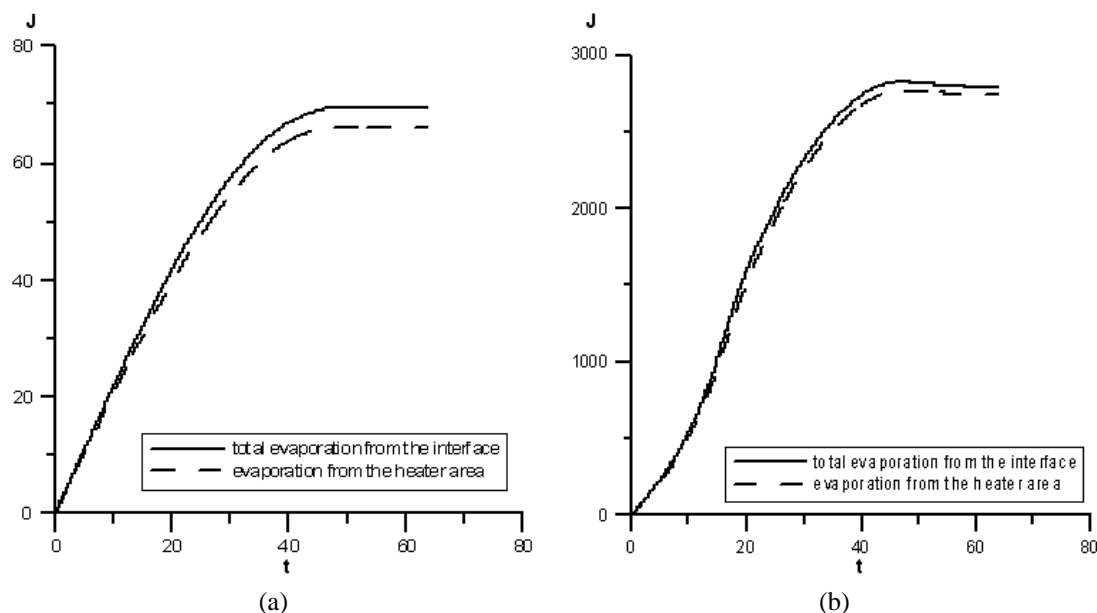 J
80
60
40
20
0
total evaporation from the interface
evaporation from the heater area
0 20 40 60 80
t
(a)
J
3000
2000
1000
0
total evaporation from the interface
evaporation from the heater area
0 20 40 60 80
t
(b)